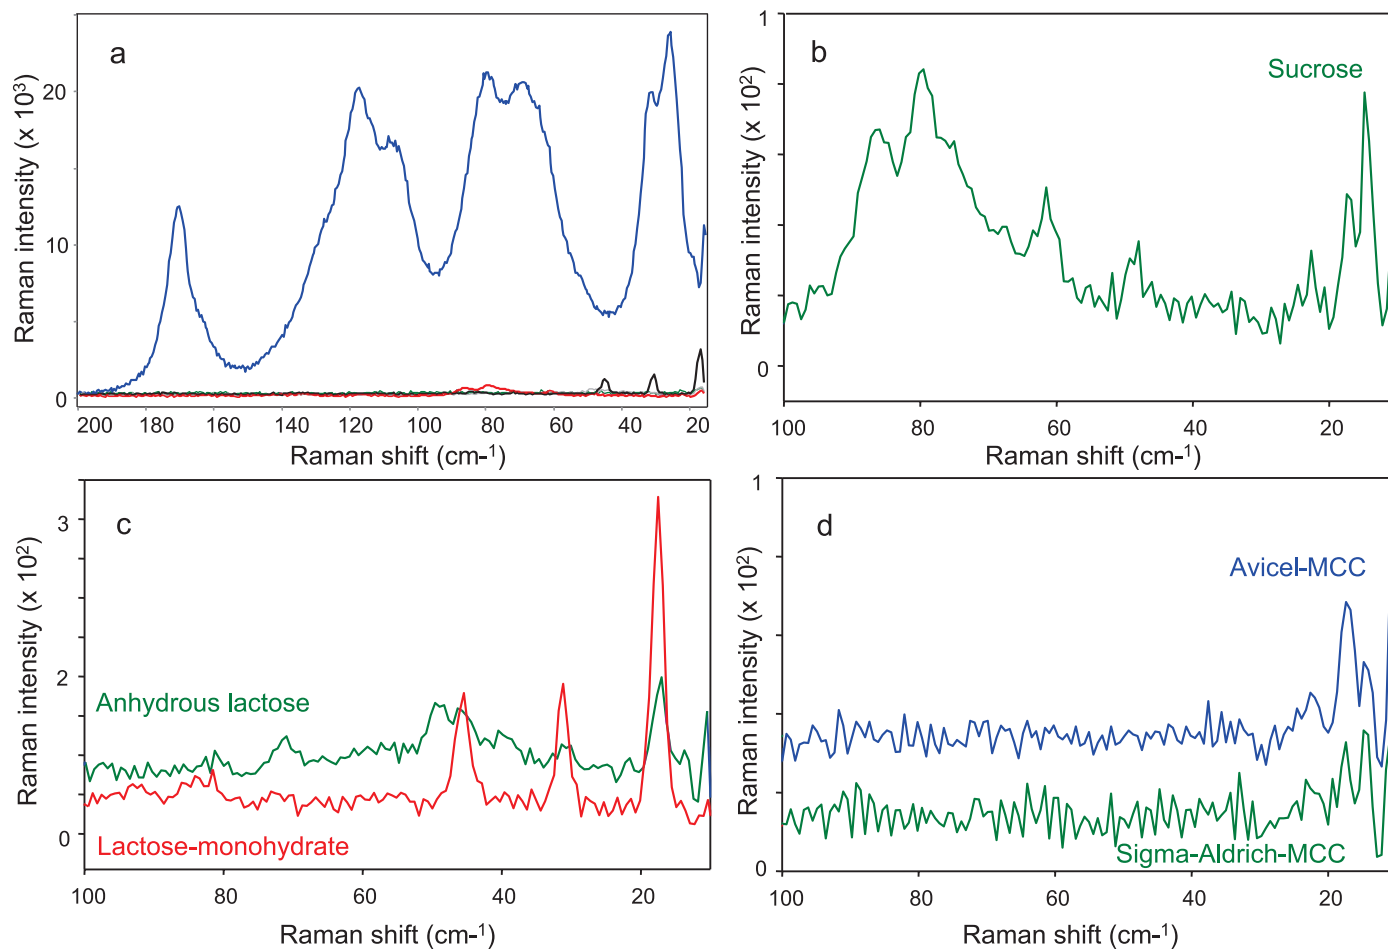 a
Raman intensity (x 10³)
20
10
0
200 180 160 140 120 100 80 60 40 20
Raman shift (cm-¹)
b
Sucrose
Raman intensity (x 10²)
1
0
100 80 60 40 20
Raman shift (cm-¹)
c
Raman intensity (x 10²)
3
2
0
Anhydrous lactose
Lactose-monohydrate
100 80 60 40 20
Raman shift (cm-¹)
d
Avicel-MCC
Sigma-Aldrich-MCC
Raman intensity (x 10²)
1
0
100 80 60 40 20
Raman shift (cm-¹)